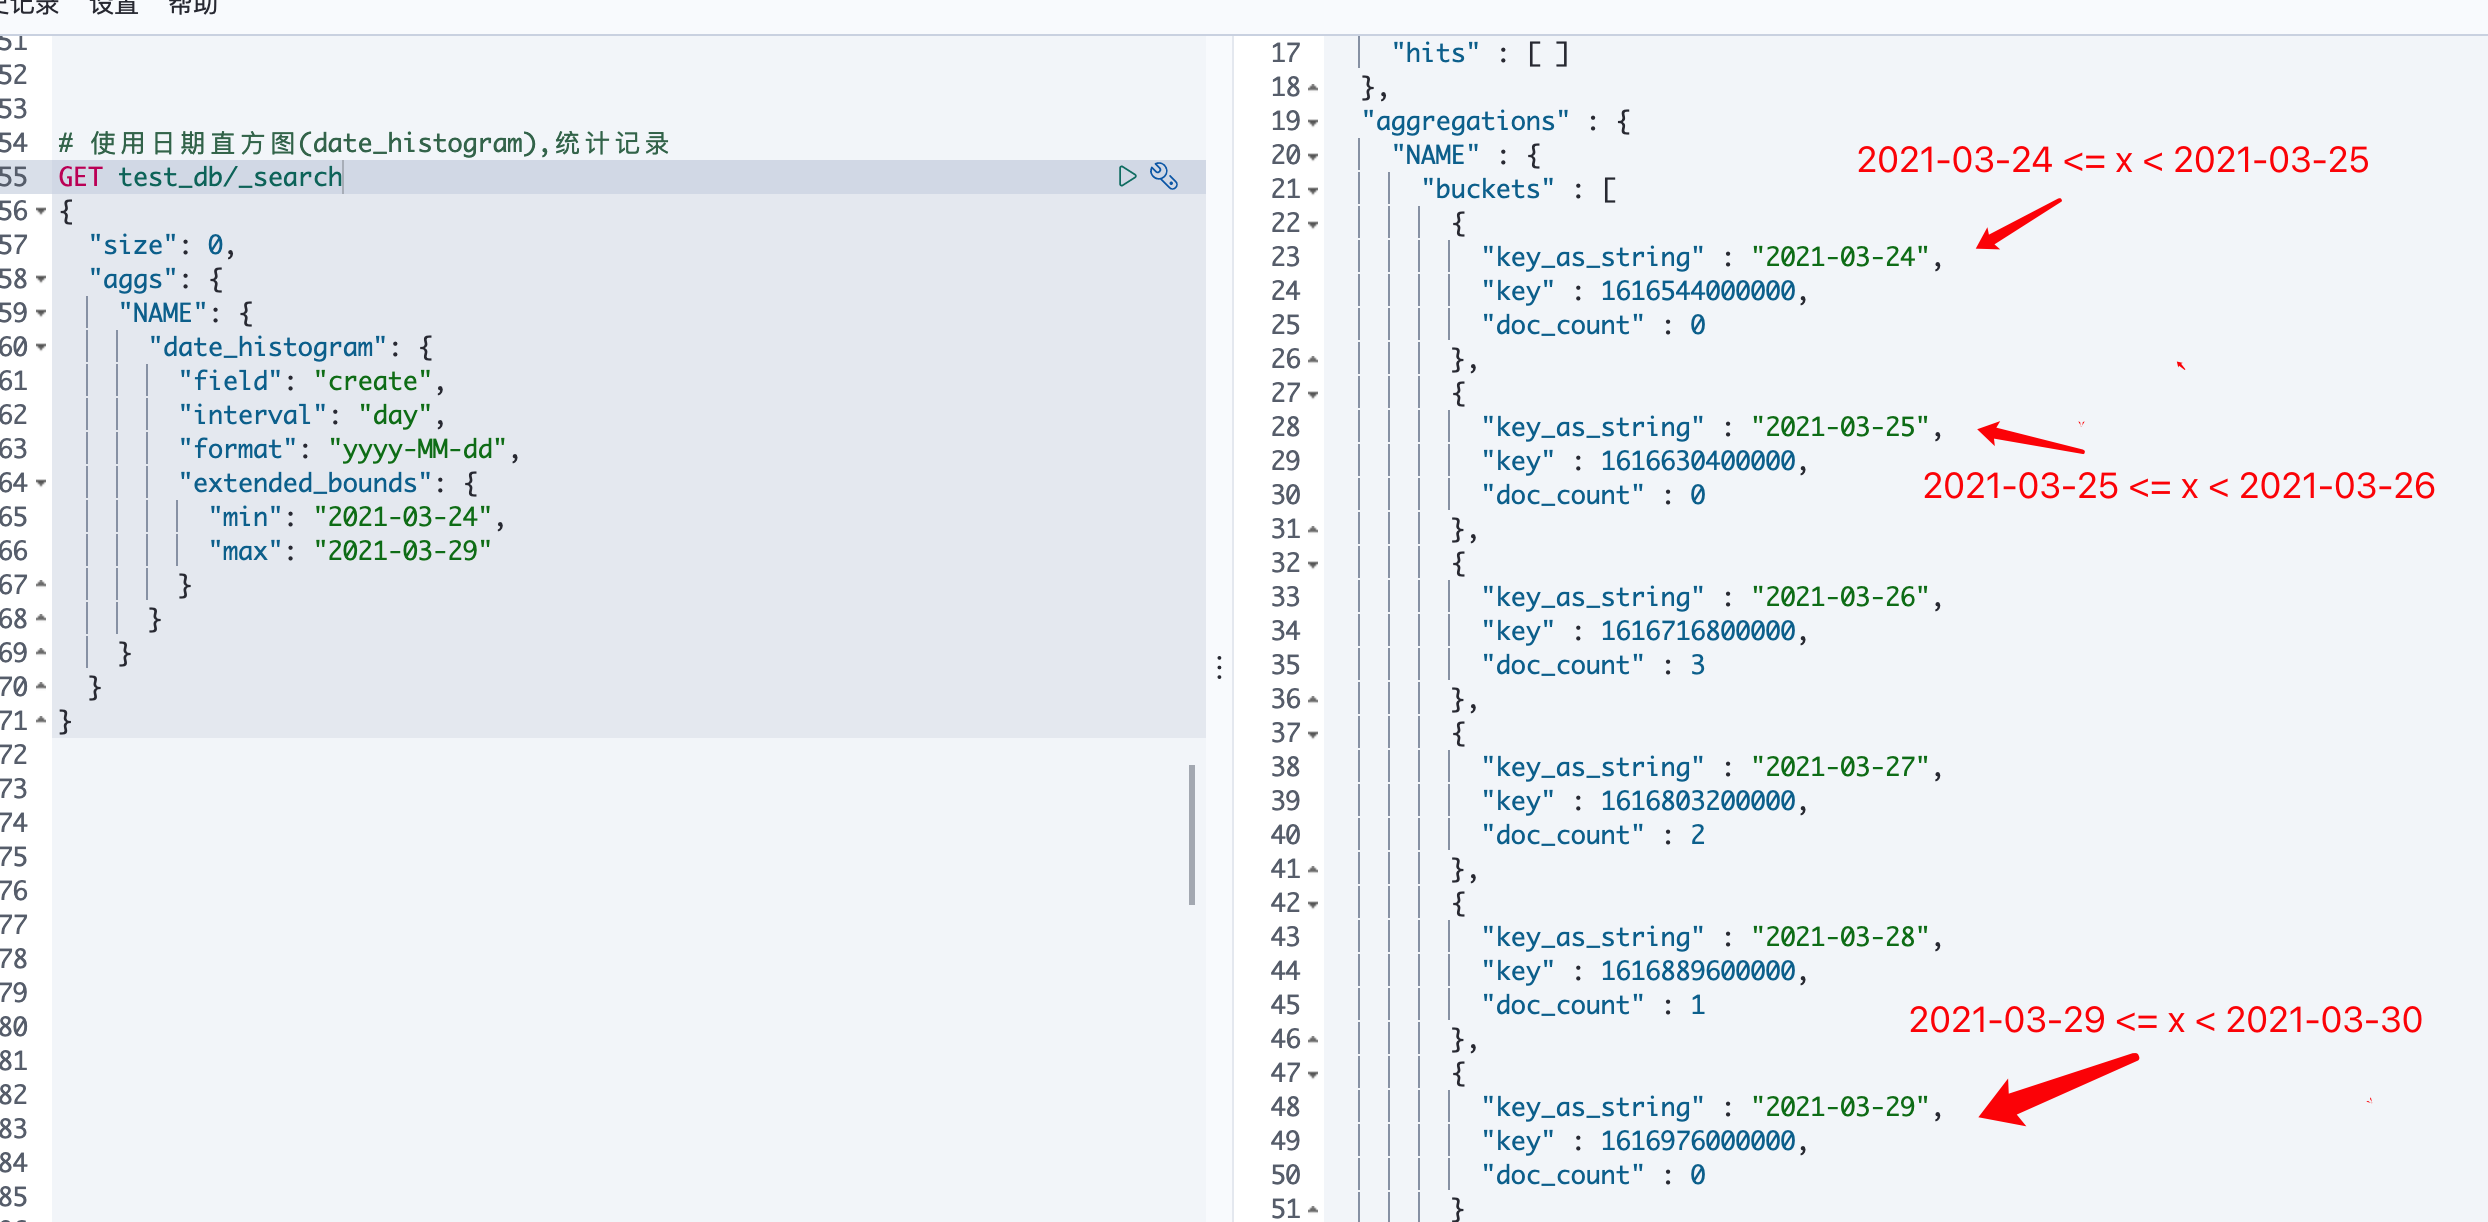 史记录 设置 帮助
51
52
53
54 # 使用日期直方图(date_histogram),统计记录
55 GET test_db/_search
56 {
57 "size": 0,
58 "aggs": {
59 "NAME": {
60 "date_histogram": {
61 "field": "create",
62 "interval": "day",
63 "format": "yyyy-MM-dd",
64 "extended_bounds": {
65 "min": "2021-03-24",
66 "max": "2021-03-29"
67 }
68 }
69 }
70 }
71 }
72
73
74
75
76
77
78
79
80
81
82
83
84
85
17 "hits" : [ ]
18 },
19 "aggregations" : {
20 "NAME" : {
2021-03-24 <= x < 2021-03-25
21 "buckets" : [
22 {
23 "key_as_string" : "2021-03-24",
24 "key" : 1616544000000,
25 "doc_count" : 0
26 },
27 {
28 "key_as_string" : "2021-03-25",
29 "key" : 1616630400000,
2021-03-25 <= x < 2021-03-26
30 "doc_count" : 0
31 },
32 {
33 "key_as_string" : "2021-03-26",
34 "key" : 1616716800000,
35 "doc_count" : 3
36 },
37 {
38 "key_as_string" : "2021-03-27",
39 "key" : 1616803200000,
40 "doc_count" : 2
41 },
42 {
43 "key_as_string" : "2021-03-28",
44 "key" : 1616889600000,
45 "doc_count" : 1
2021-03-29 <= x < 2021-03-30
46 },
47 {
48 "key_as_string" : "2021-03-29",
49 "key" : 1616976000000,
50 "doc_count" : 0
51 }